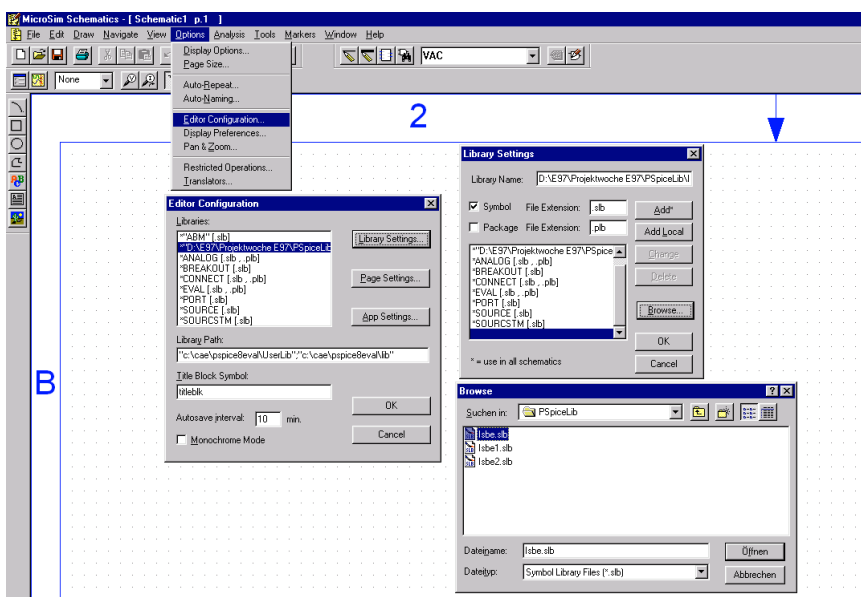 MicroSim Schematics - [ Schematic1 p.1 ]
File Edit Draw Navigate View Options Analysis Tools Markers Window Help
VAC
None
Display Options...
Page Size...
Auto-Repeat...
Auto-Naming...
Editor Configuration...
Display Preferences...
Pan & Zoom...
Restricted Operations...
Translators...
2
B
Editor Configuration
Libraries:
*"ABM" [.slb]
*"D:\E97\Projektwoche E97\PSpiceLib
*ANALOG [.slb , .plb]
*BREAKOUT [.slb]
*CONNECT [.slb , .plb]
*EVAL [.slb , .plb]
*PORT [.slb]
*SOURCE [.slb]
*SOURCSTM [.slb]
Library Settings...
Page Settings...
App Settings...
Library Path:
"c:\cae\pspice8eval\UserLib";"c:\cae\pspice8eval\lib"
Title Block Symbol:
titleblk
Autosave interval: 10 min.
Monochrome Mode
OK
Cancel
Library Settings
Library Name: D:\E97\Projektwoche E97\PSpiceLib\l
Symbol File Extension: .slb
Package File Extension: .plb
Add*
Add Local
Change
Delete
Browse...
OK
Cancel
*"D:\E97\Projektwoche E97\PSpice
*ANALOG [.slb , .plb]
*BREAKOUT [.slb]
*CONNECT [.slb , .plb]
*EVAL [.slb , .plb]
*PORT [.slb]
*SOURCE [.slb]
*SOURCSTM [.slb]
* = use in all schematics
Browse
Suchen in: PSpiceLib
lsbe.slb
lsbe1.slb
lsbe2.slb
Dateiname: lsbe.slb
Öffnen
Dateityp: Symbol Library Files (*.slb)
Abbrechen